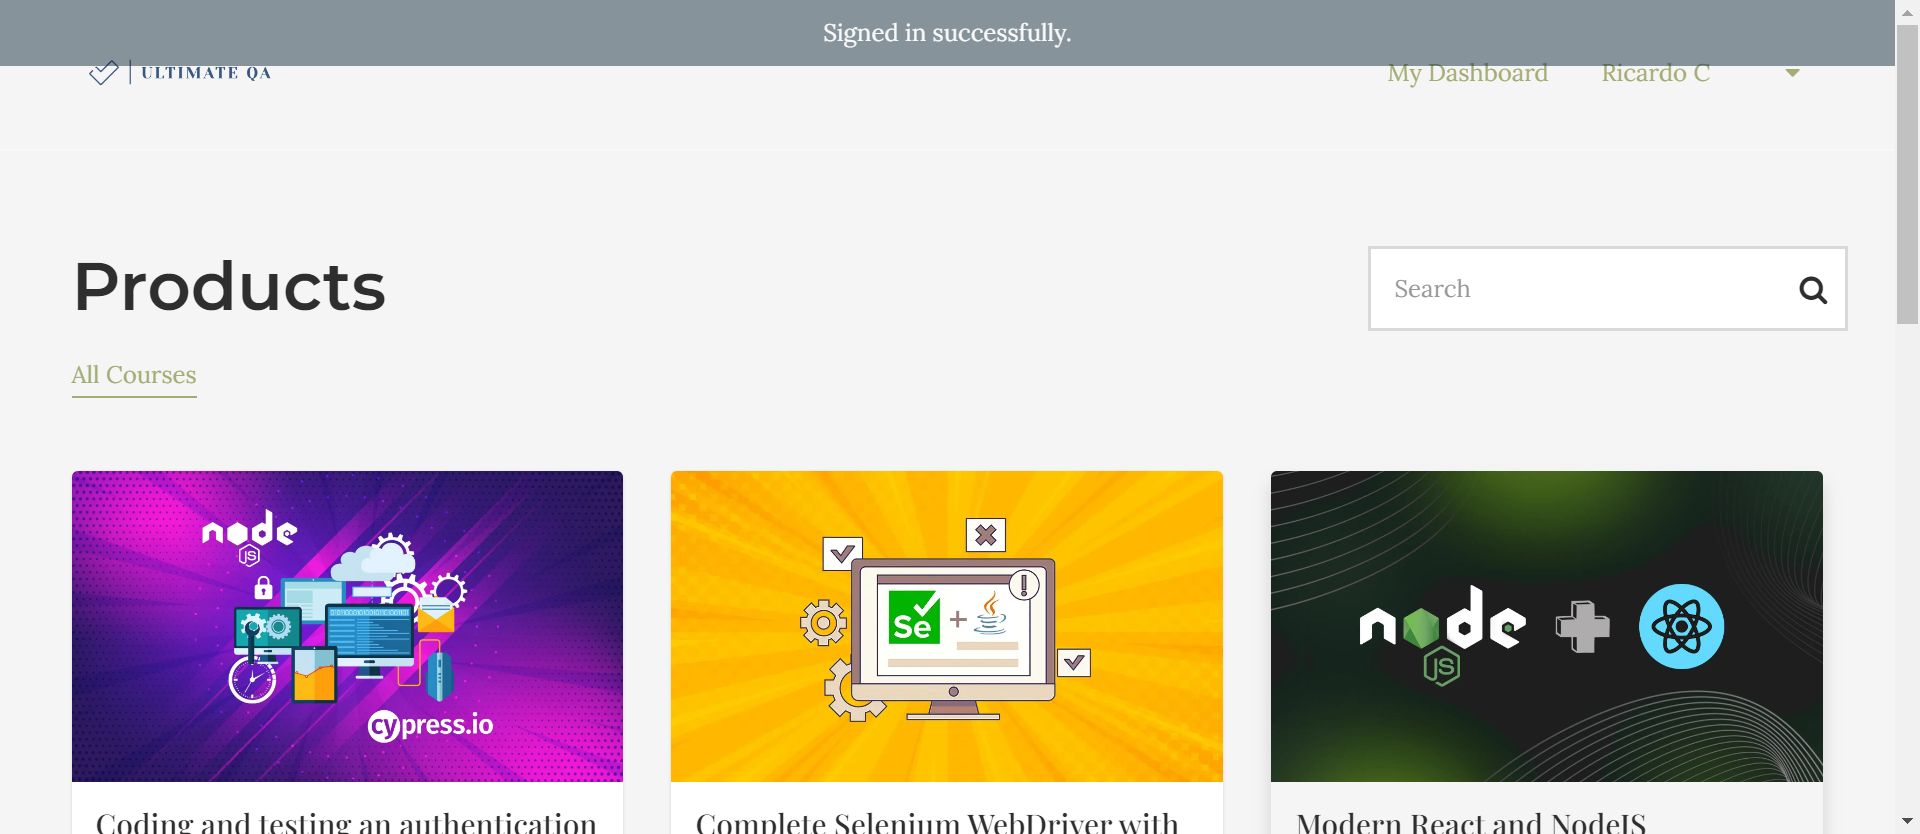 Signed in successfully.
ULTIMATE QA
My Dashboard
Ricardo C
Products
Search
All Courses
node
JS
cypress.io
Se
node
JS
Coding and testing an authentication
Complete Selenium WebDriver with
Modern React and NodeJS